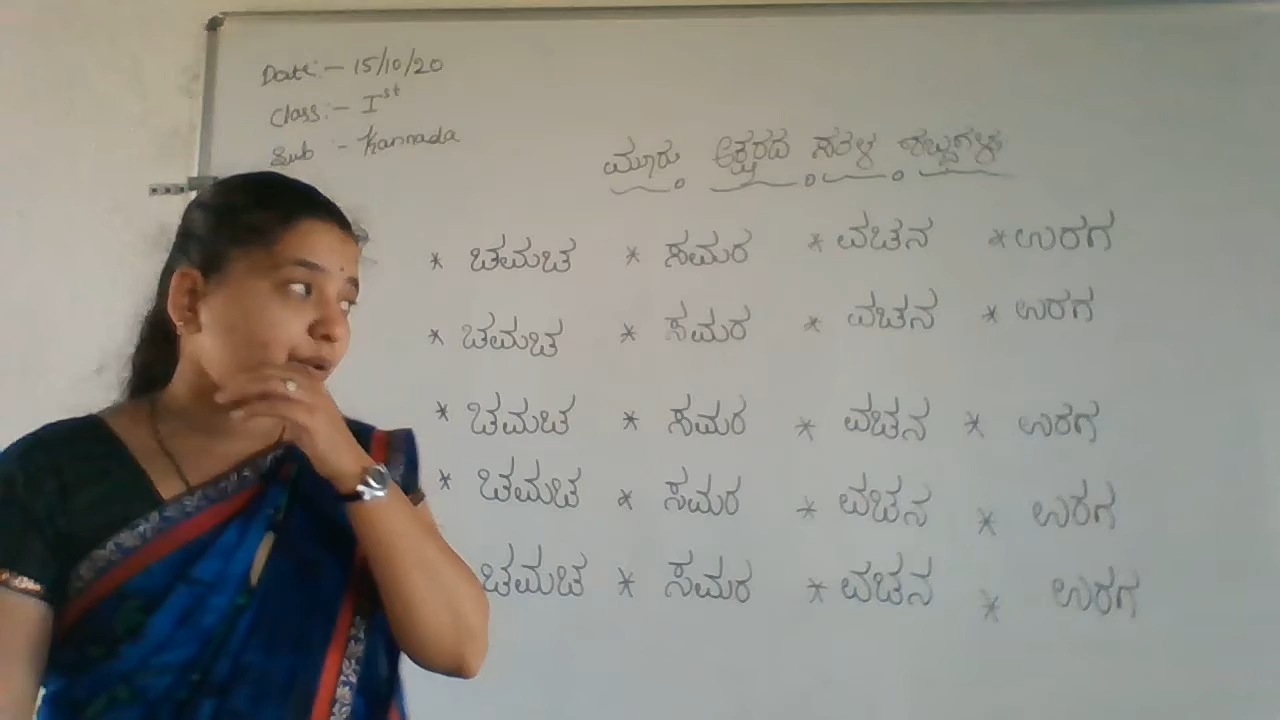 Date:- 15/10/20
Class:- Ist
Sub - Kannada
ಮೂರು ಅಕ್ಷರದ ಸರಳ ಶಬ್ದಗಳು
* ಚಮಚ * ಸಮರ * ವಚನ * ಉರಗ
* ಚಮಚ * ಸಮರ * ವಚನ * ಉರಗ
* ಚಮಚ * ಸಮರ * ವಚನ * ಉರಗ
* ಚಮಚ * ಸಮರ * ವಚನ * ಉರಗ
ಚಮಚ * ಸಮರ * ವಚನ * ಉರಗ